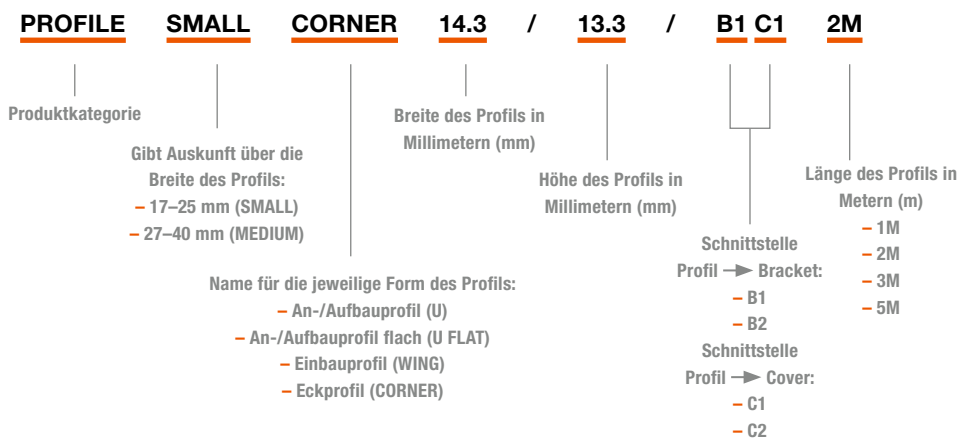 PROFILE SMALL CORNER 14.3 / 13.3 / B1 C1 2M
Produktkategorie
Gibt Auskunft über die
Breite des Profils:
– 17–25 mm (SMALL)
– 27–40 mm (MEDIUM)
Name für die jeweilige Form des Profils:
– An-/Aufbauprofil (U)
– An-/Aufbauprofil flach (U FLAT)
– Einbauprofil (WING)
– Eckprofil (CORNER)
Breite des Profils in
Millimetern (mm)
Höhe des Profils in
Millimetern (mm)
Schnittstelle
Profil → Bracket:
– B1
– B2
Schnittstelle
Profil → Cover:
– C1
– C2
Länge des Profils in
Metern (m)
– 1M
– 2M
– 3M
– 5M